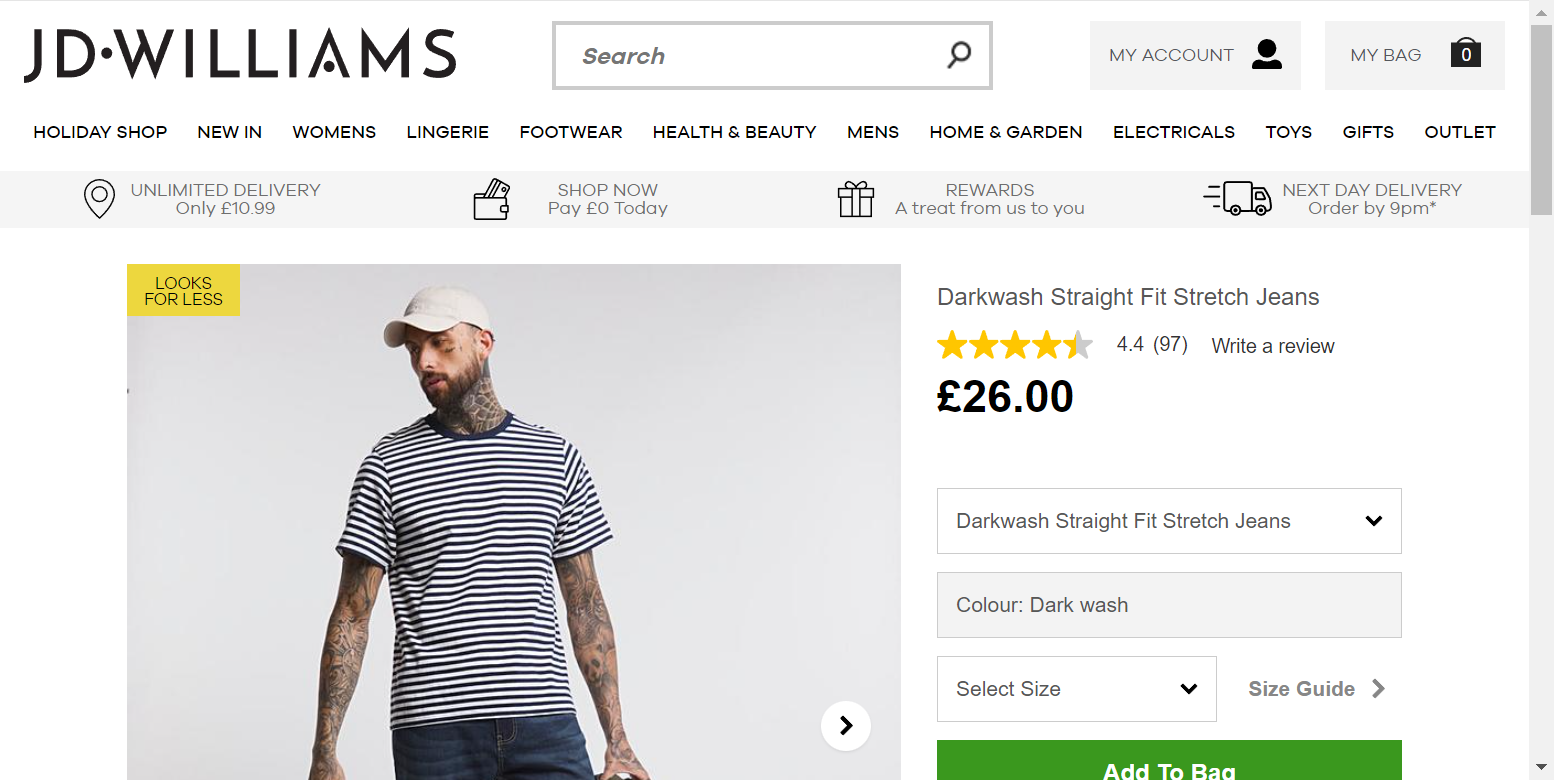 JD·WILLIAMS
Search
MY ACCOUNT
MY BAG
0
HOLIDAY SHOP NEW IN WOMENS LINGERIE FOOTWEAR HEALTH & BEAUTY MENS HOME & GARDEN ELECTRICALS TOYS GIFTS OUTLET
UNLIMITED DELIVERY
Only £10.99
SHOP NOW
Pay £0 Today
REWARDS
A treat from us to you
NEXT DAY DELIVERY
Order by 9pm*
LOOKS
FOR LESS
Darkwash Straight Fit Stretch Jeans
4.4 (97) Write a review
£26.00
Darkwash Straight Fit Stretch Jeans
Colour: Dark wash
Select Size
Size Guide
Add To Bag